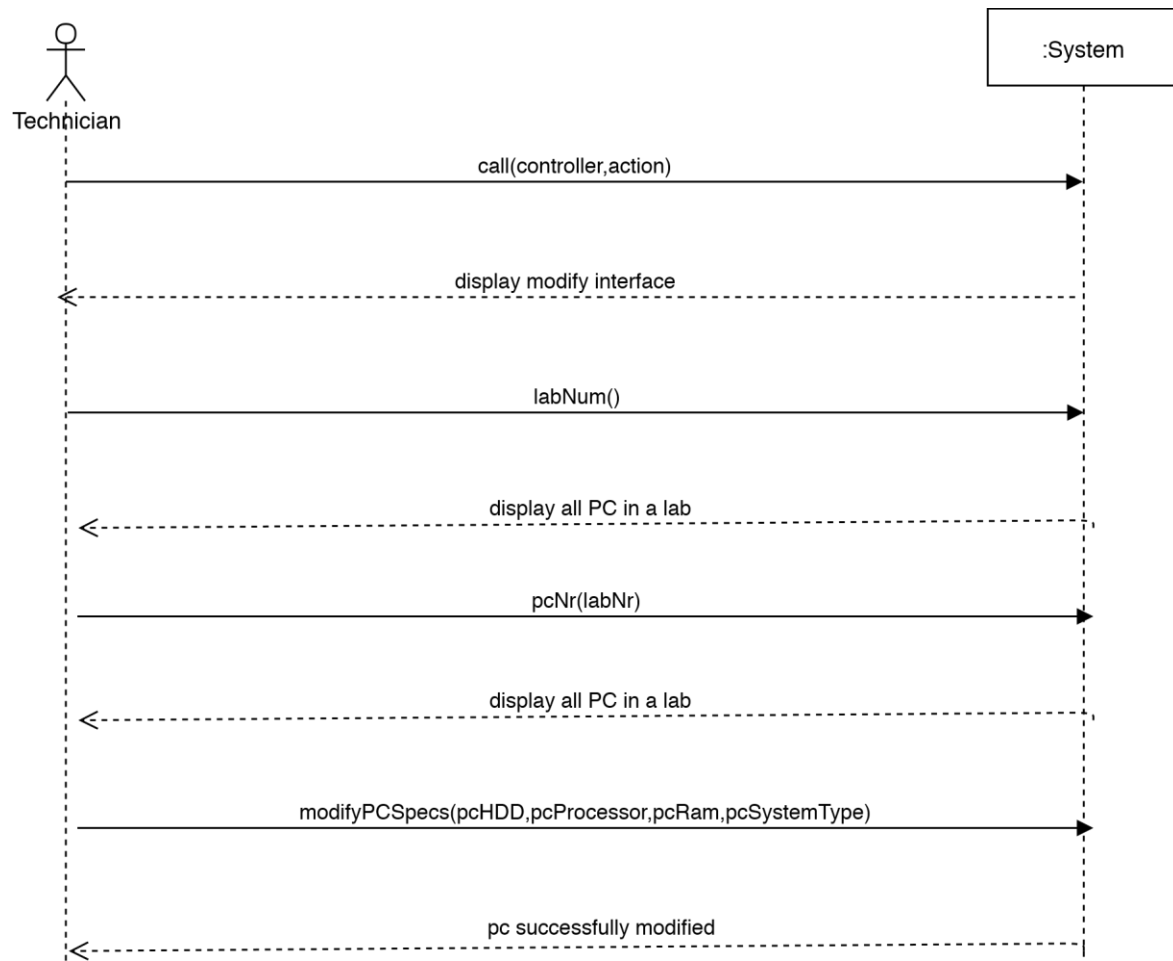 :System
Technician
call(controller,action)
display modify interface
labNum()
display all PC in a lab
pcNr(labNr)
display all PC in a lab
modifyPCSpecs(pcHDD,pcProcessor,pcRam,pcSystemType)
pc successfully modified